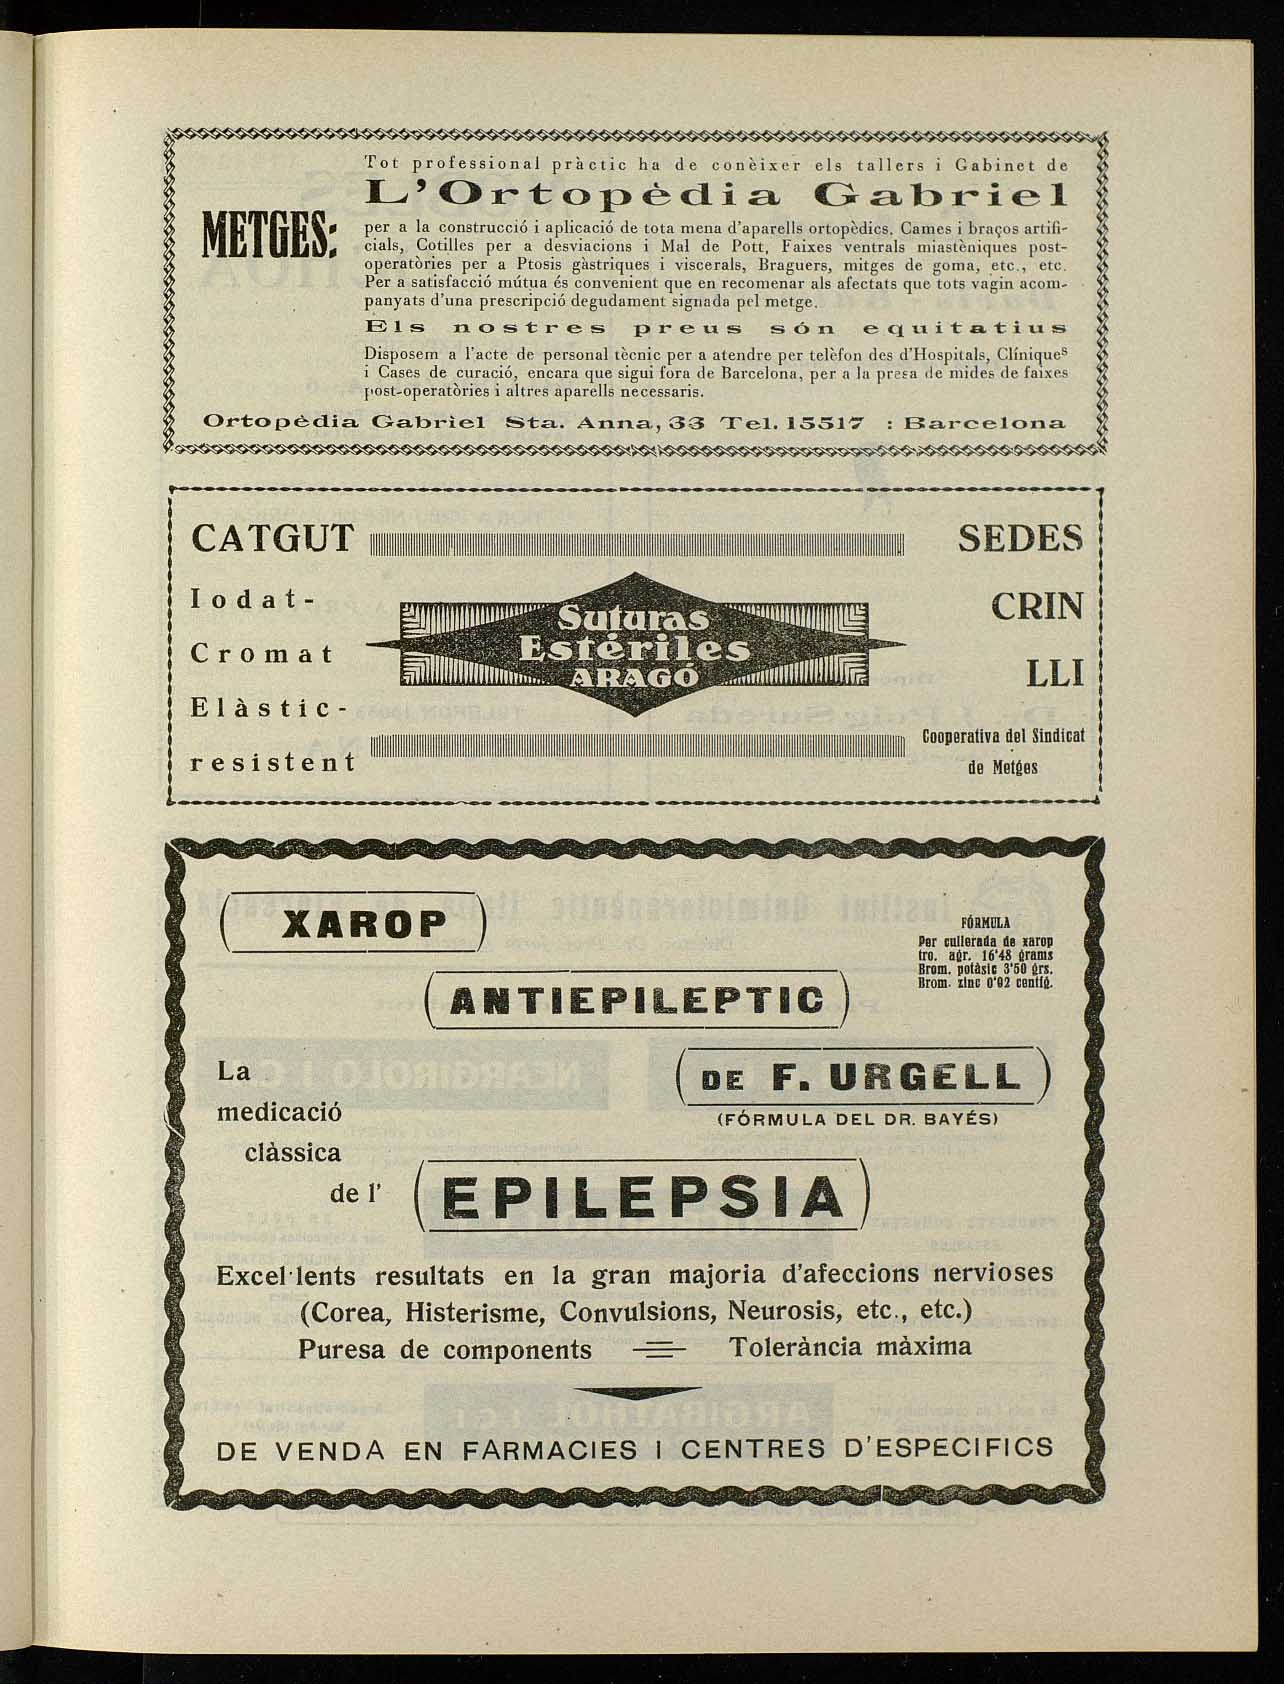 Tot professional pràctic ha de conèixer els tallers i Gabinet de
L'Ortopèdia Gabriel
METGES:
per a la construcció i aplicació de tota mena d'aparells ortopèdics. Cames i braços artifi-
cials, Cotilles per a desviacions i Mal de Pott, Faixes ventrals miastèniques post-
operatòries per a Ptosis gàstriques i viscerals, Braguers, mitges de goma, etc., etc.
Per a satisfacció mútua és convenient que en recomenar als afectats que tots vagin acom-
panyats d'una prescripció degudament signada pel metge.
Els nostres preus són equitatius
Disposem a l'acte de personal tècnic per a atendre per telèfon des d'Hospitals, Clíniques
i Cases de curació, encara que sigui fora de Barcelona, per a la presa de mides de faixes
post-operatòries i altres aparells necessaris.
Ortopèdia Gabrìel Sta. Anna, 33 Tel. 15517 : Barcelona
CATGUT
Iodat-
Cromat
Elàstic-
resistent
Suturas
Estériles
ARAGÓ
SEDES
CRIN
LLI
Cooperativa del Sindicat
de Metges
XAROP
FÓRMULA
Per cullerada de xarop
tro. agr. 16'48 grams
Brom. potàsic 3'50 grs.
Brom. zinc 0'02 centig.
ANTIEPILEPTIC
DE F. URGELL
(FÓRMULA DEL DR. BAYÉS)
La
medicació
clàssica
de l'
EPILEPSIA
Excel·lents resultats en la gran majoria d'afeccions nervioses
(Corea, Histerisme, Convulsions, Neurosis, etc., etc.)
Puresa de components Tolerància màxima
DE VENDA EN FARMACIES I CENTRES D'ESPECIFICS